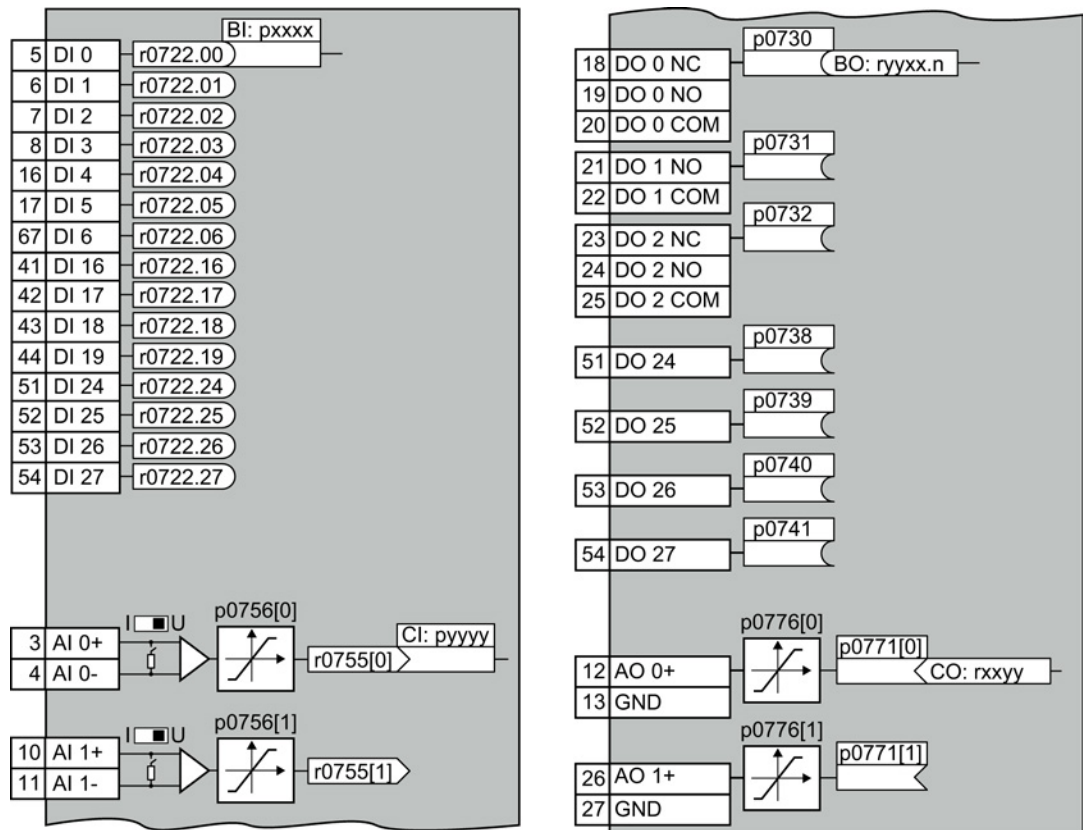 BI: pxxxx
5 DI 0 r0722.00
6 DI 1 r0722.01
7 DI 2 r0722.02
8 DI 3 r0722.03
16 DI 4 r0722.04
17 DI 5 r0722.05
67 DI 6 r0722.06
41 DI 16 r0722.16
42 DI 17 r0722.17
43 DI 18 r0722.18
44 DI 19 r0722.19
51 DI 24 r0722.24
52 DI 25 r0722.25
53 DI 26 r0722.26
54 DI 27 r0722.27
p0756[0]
I U
CI: pyyyy
3 AI 0+
r0755[0]
4 AI 0-
p0756[1]
I U
10 AI 1+
r0755[1]
11 AI 1-
p0730
18 DO 0 NC BO: ryyxx.n
19 DO 0 NO
20 DO 0 COM
p0731
21 DO 1 NO
22 DO 1 COM
p0732
23 DO 2 NC
24 DO 2 NO
25 DO 2 COM
p0738
51 DO 24
p0739
52 DO 25
p0740
53 DO 26
p0741
54 DO 27
p0776[0]
p0771[0]
12 AO 0+ CO: rxxyy
13 GND
p0776[1]
p0771[1]
26 AO 1+
27 GND